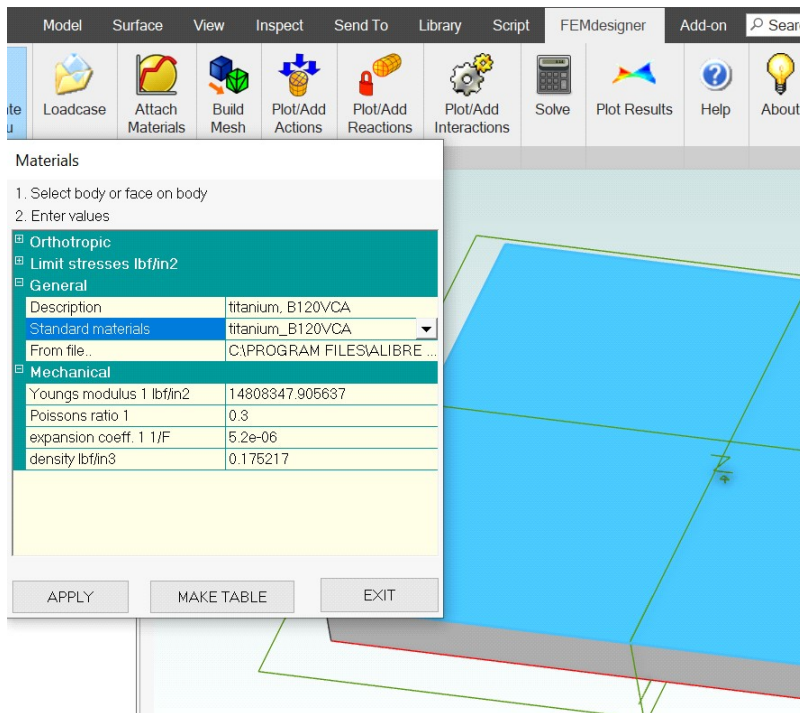 Model Surface View Inspect Send To Library Script FEMdesigner Add-on Sear
Loadcase
Attach Materials
Build Mesh
Plot/Add Actions
Plot/Add Reactions
Plot/Add Interactions
Solve
Plot Results
Help
About
Materials
1. Select body or face on body
2. Enter values
Orthotropic
Limit stresses lbf/in2
General
Description titanium, B120VCA
Standard materials titanium_B120VCA
From file.. C:\PROGRAM FILES\ALIBRE ...
Mechanical
Youngs modulus 1 lbf/in2 14808347.905637
Poissons ratio 1 0.3
expansion coeff. 1 1/F 5.2e-06
density lbf/in3 0.175217
APPLY MAKE TABLE EXIT